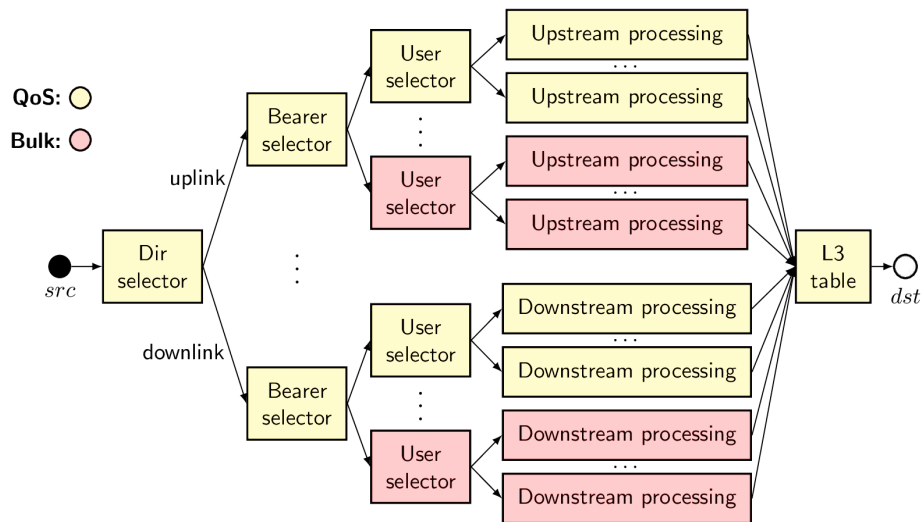 QoS:
Bulk:
src
Dir
selector
uplink
downlink
Bearer
selector
...
Bearer
selector
User
selector
...
User
selector
User
selector
...
User
selector
Upstream processing
...
Upstream processing
Upstream processing
...
Upstream processing
Downstream processing
...
Downstream processing
Downstream processing
...
Downstream processing
L3
table
dst